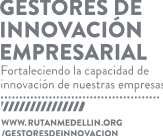 GESTORES DE
INNOVACIÓN
EMPRESARIAL
Fortaleciendo la capacidad de
innovación de nuestras empresas
WWW.RUTANMEDELLIN.ORG
/GESTORESDEINNOVACION